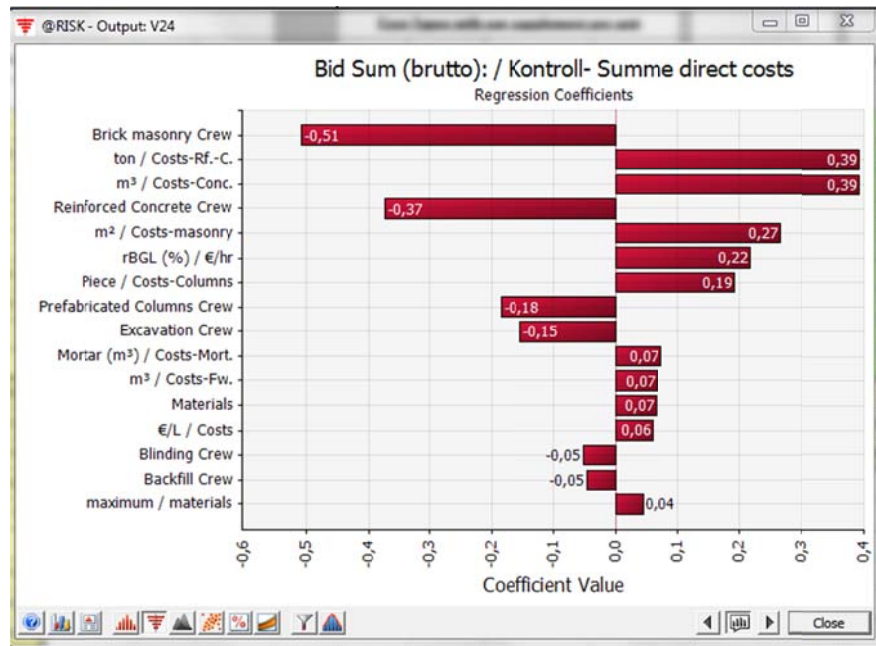 @RISK - Output: V24
Bid Sum (brutto): / Kontroll- Summe direct costs
Regression Coefficients
Brick masonry Crew -0,51
ton / Costs-Rf.-C. 0,39
m³ / Costs-Conc. 0,39
Reinforced Concrete Crew -0,37
m² / Costs-masonry 0,27
rBGL (%) / €/hr 0,22
Piece / Costs-Columns 0,19
Prefabricated Columns Crew -0,18
Excavation Crew -0,15
Mortar (m³) / Costs-Mort. 0,07
m³ / Costs-Fw. 0,07
Materials 0,07
€/L / Costs 0,06
Blinding Crew -0,05
Backfill Crew -0,05
maximum / materials 0,04
-0,6 -0,5 -0,4 -0,3 -0,2 -0,1 0,0 0,1 0,2 0,3 0,4
Coefficient Value
Close